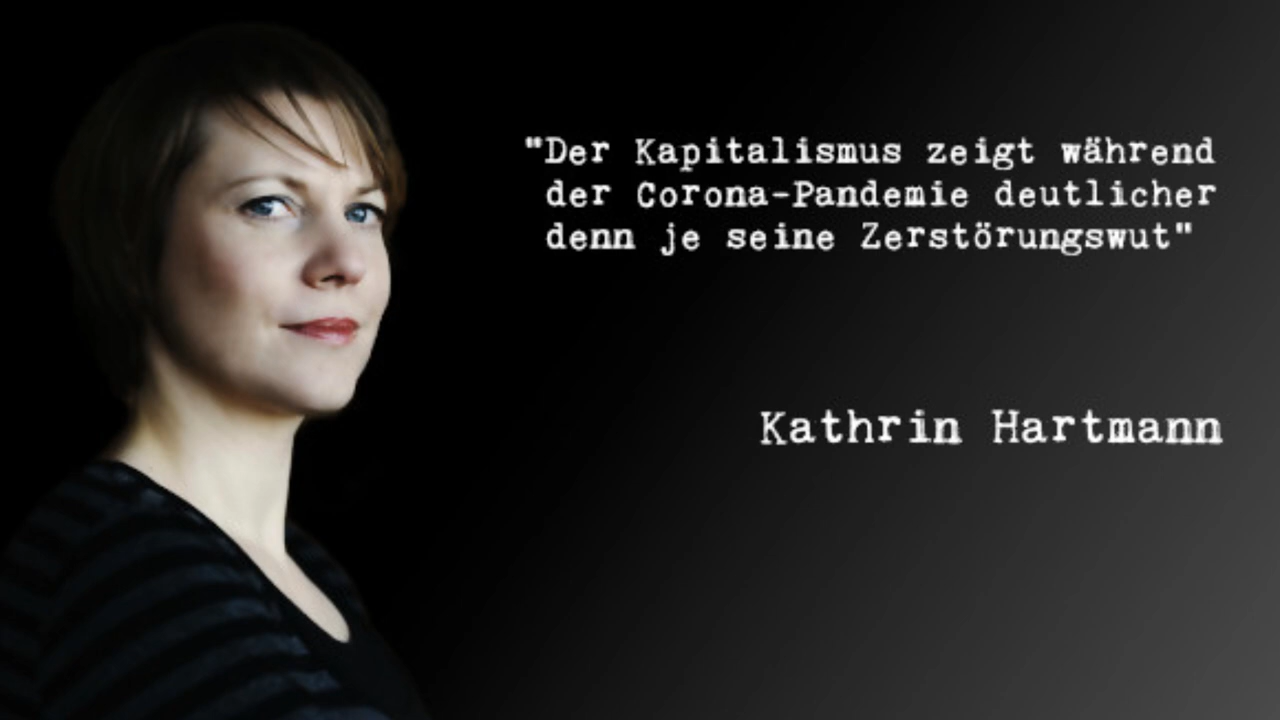 "Der Kapitalismus zeigt während
der Corona-Pandemie deutlicher
denn je seine Zerstörungswut"
Kathrin Hartmann